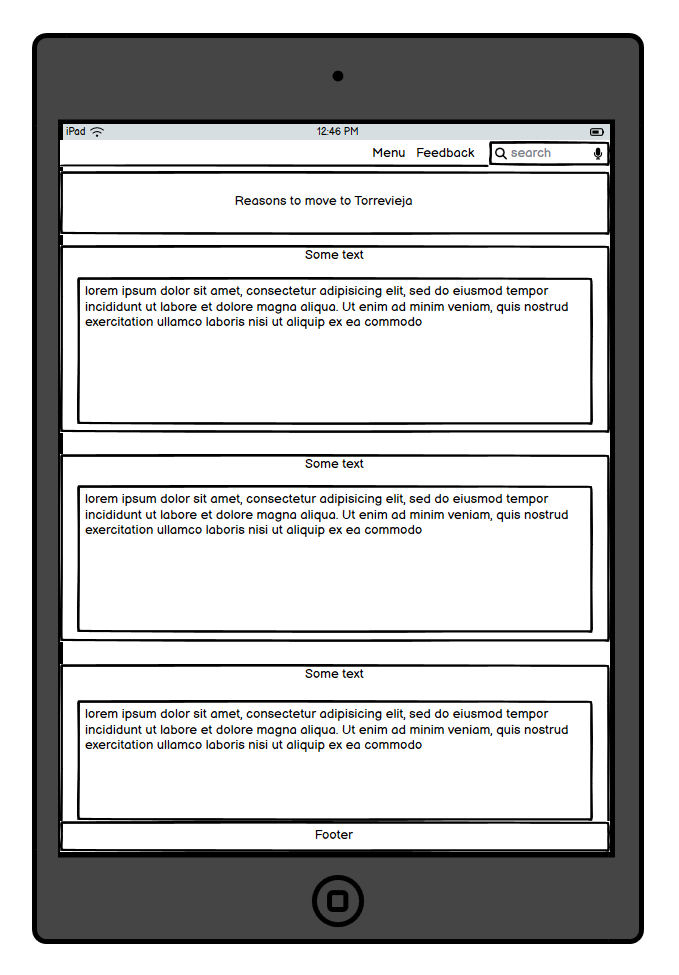 iPad 12:46 PM
Menu Feedback search
Reasons to move to Torrevieja
Some text
lorem ipsum dolor sit amet, consectetur adipisicing elit, sed do eiusmod tempor
incididunt ut labore et dolore magna aliqua. Ut enim ad minim veniam, quis nostrud
exercitation ullamco laboris nisi ut aliquip ex ea commodo
Some text
lorem ipsum dolor sit amet, consectetur adipisicing elit, sed do eiusmod tempor
incididunt ut labore et dolore magna aliqua. Ut enim ad minim veniam, quis nostrud
exercitation ullamco laboris nisi ut aliquip ex ea commodo
Some text
lorem ipsum dolor sit amet, consectetur adipisicing elit, sed do eiusmod tempor
incididunt ut labore et dolore magna aliqua. Ut enim ad minim veniam, quis nostrud
exercitation ullamco laboris nisi ut aliquip ex ea commodo
Footer